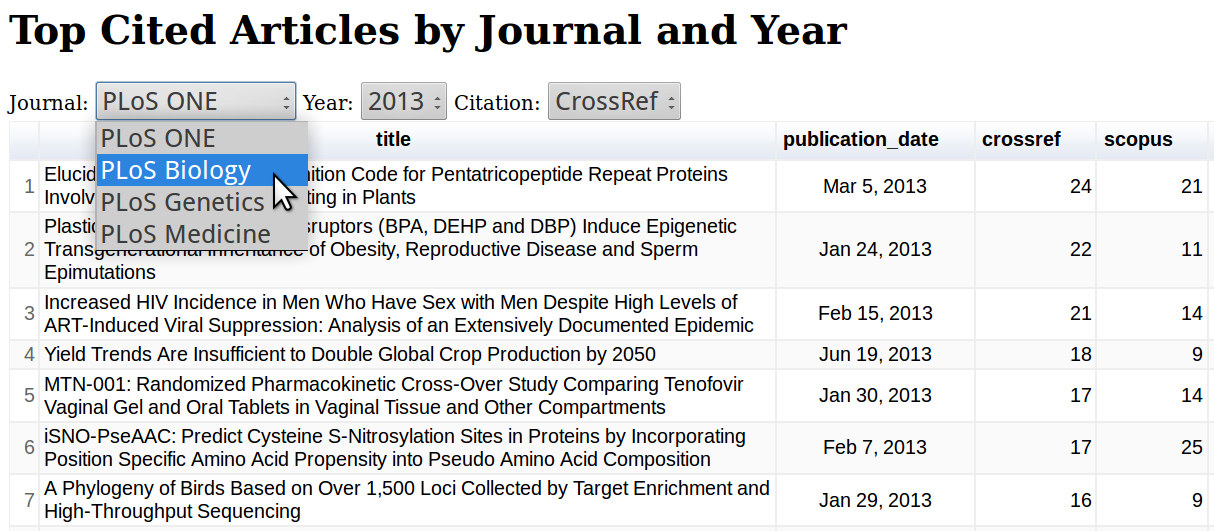 Top Cited Articles by Journal and Year
Journal: PLoS ONE Year: 2013 Citation: CrossRef
PLoS ONE
PLoS Biology
PLoS Genetics
PLoS Medicine
title publication_date crossref scopus
1 Elucid nition Code for Pentatricopeptide Repeat Proteins
Involv ting in Plants Mar 5, 2013 24 21
2 Plastic sruptors (BPA, DEHP and DBP) Induce Epigenetic
Transgenerational Inheritance of Obesity, Reproductive Disease and Sperm
Epimutations Jan 24, 2013 22 11
3 Increased HIV Incidence in Men Who Have Sex with Men Despite High Levels of
ART-Induced Viral Suppression: Analysis of an Extensively Documented Epidemic Feb 15, 2013 21 14
4 Yield Trends Are Insufficient to Double Global Crop Production by 2050 Jun 19, 2013 18 9
5 MTN-001: Randomized Pharmacokinetic Cross-Over Study Comparing Tenofovir
Vaginal Gel and Oral Tablets in Vaginal Tissue and Other Compartments Jan 30, 2013 17 14
6 iSNO-PseAAC: Predict Cysteine S-Nitrosylation Sites in Proteins by Incorporating
Position Specific Amino Acid Propensity into Pseudo Amino Acid Composition Feb 7, 2013 17 25
7 A Phylogeny of Birds Based on Over 1,500 Loci Collected by Target Enrichment and
High-Throughput Sequencing Jan 29, 2013 16 9